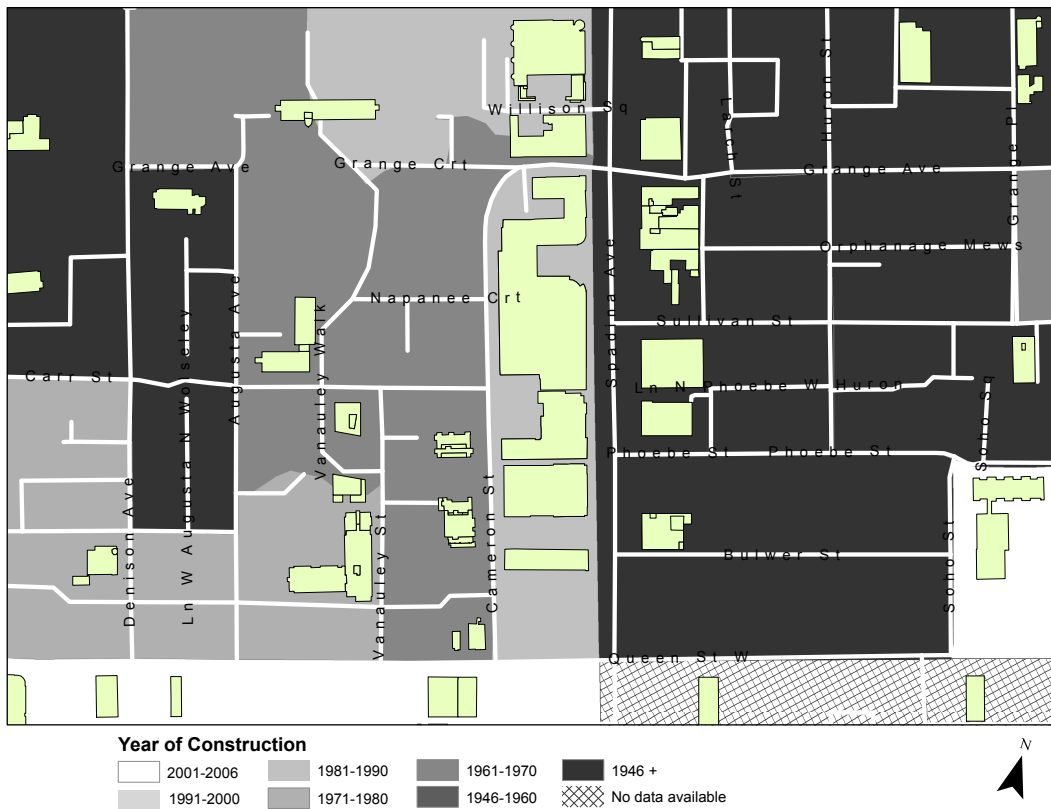 Willison Sq
Larch St
Huron St
Grange Pl
Grange Ave
Grange Crt
Grange Ave
Orphanage Mews
Napanee Crt
Spadina Ave
Sullivan St
Carr St
Ln W Augusta N Wolseley
Augusta Ave
Vanauley Walk
Ln N Phoebe W Huron
Soho Sq
Phoebe St
Phoebe St
Denison Ave
Vanauley St
Cameron St
Bulwer St
Soho St
Queen St W
Year of Construction
2001-2006
1981-1990
1961-1970
1946 +
1991-2000
1971-1980
1946-1960
No data available
N